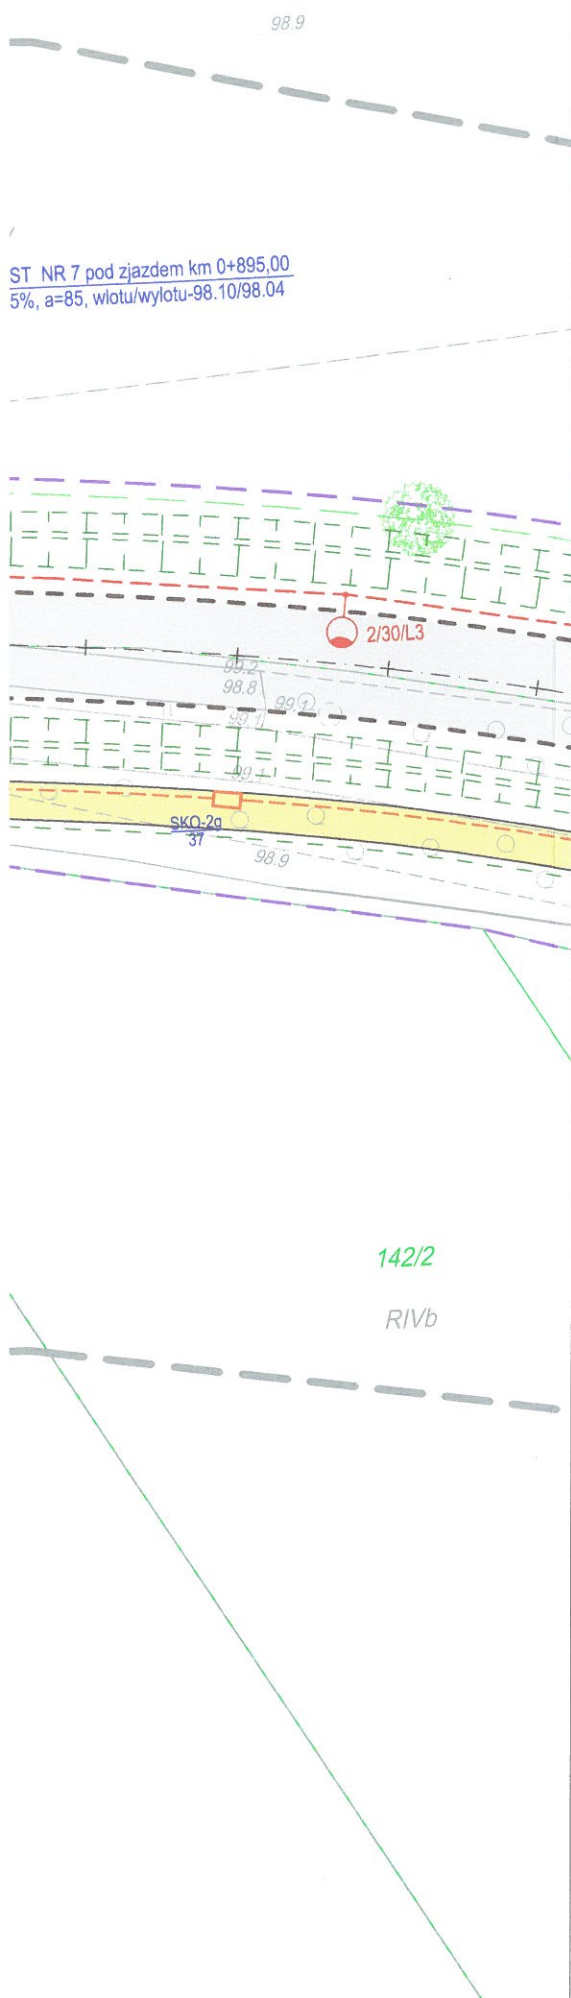 98.9
ST NR 7 pod zjazdem km 0+895,00
5%, a=85, wlotu/wylotu-98.10/98.04
2/30/L3
99.2
98.8
99.1
99.1
99.1
SKO-2g
37
98.9
142/2
RIVb